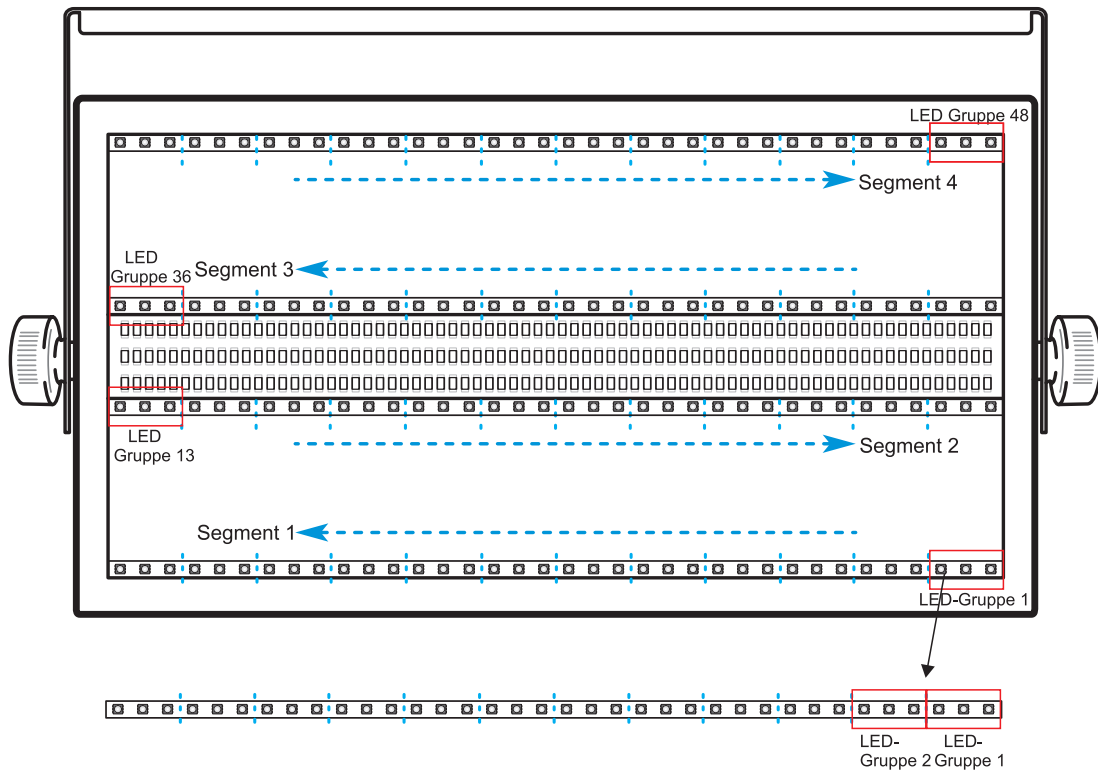 LED Gruppe 48
Segment 4
LED
Gruppe 36
Segment 3
LED
Gruppe 13
Segment 2
Segment 1
LED-Gruppe 1
LED-
Gruppe 2
LED-
Gruppe 1